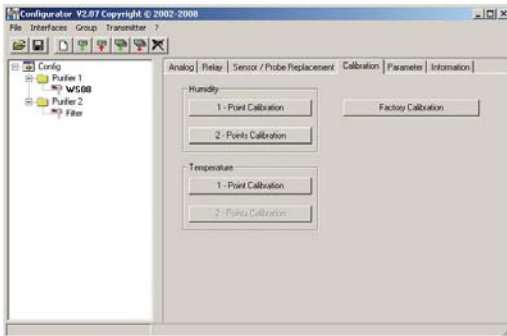 Configurator V2.07 Copyright © 2002-2008
File Interfaces Group Transmitter ?
Config
Purifier 1
WS08
Purifier 2
Filter
Analog Relay Sensor / Probe Replacement Calibration Parameter Information
Humidity
1 - Point Calibration
2 - Points Calibration
Factory Calibration
Temperature
1 - Point Calibration
2 - Points Calibration